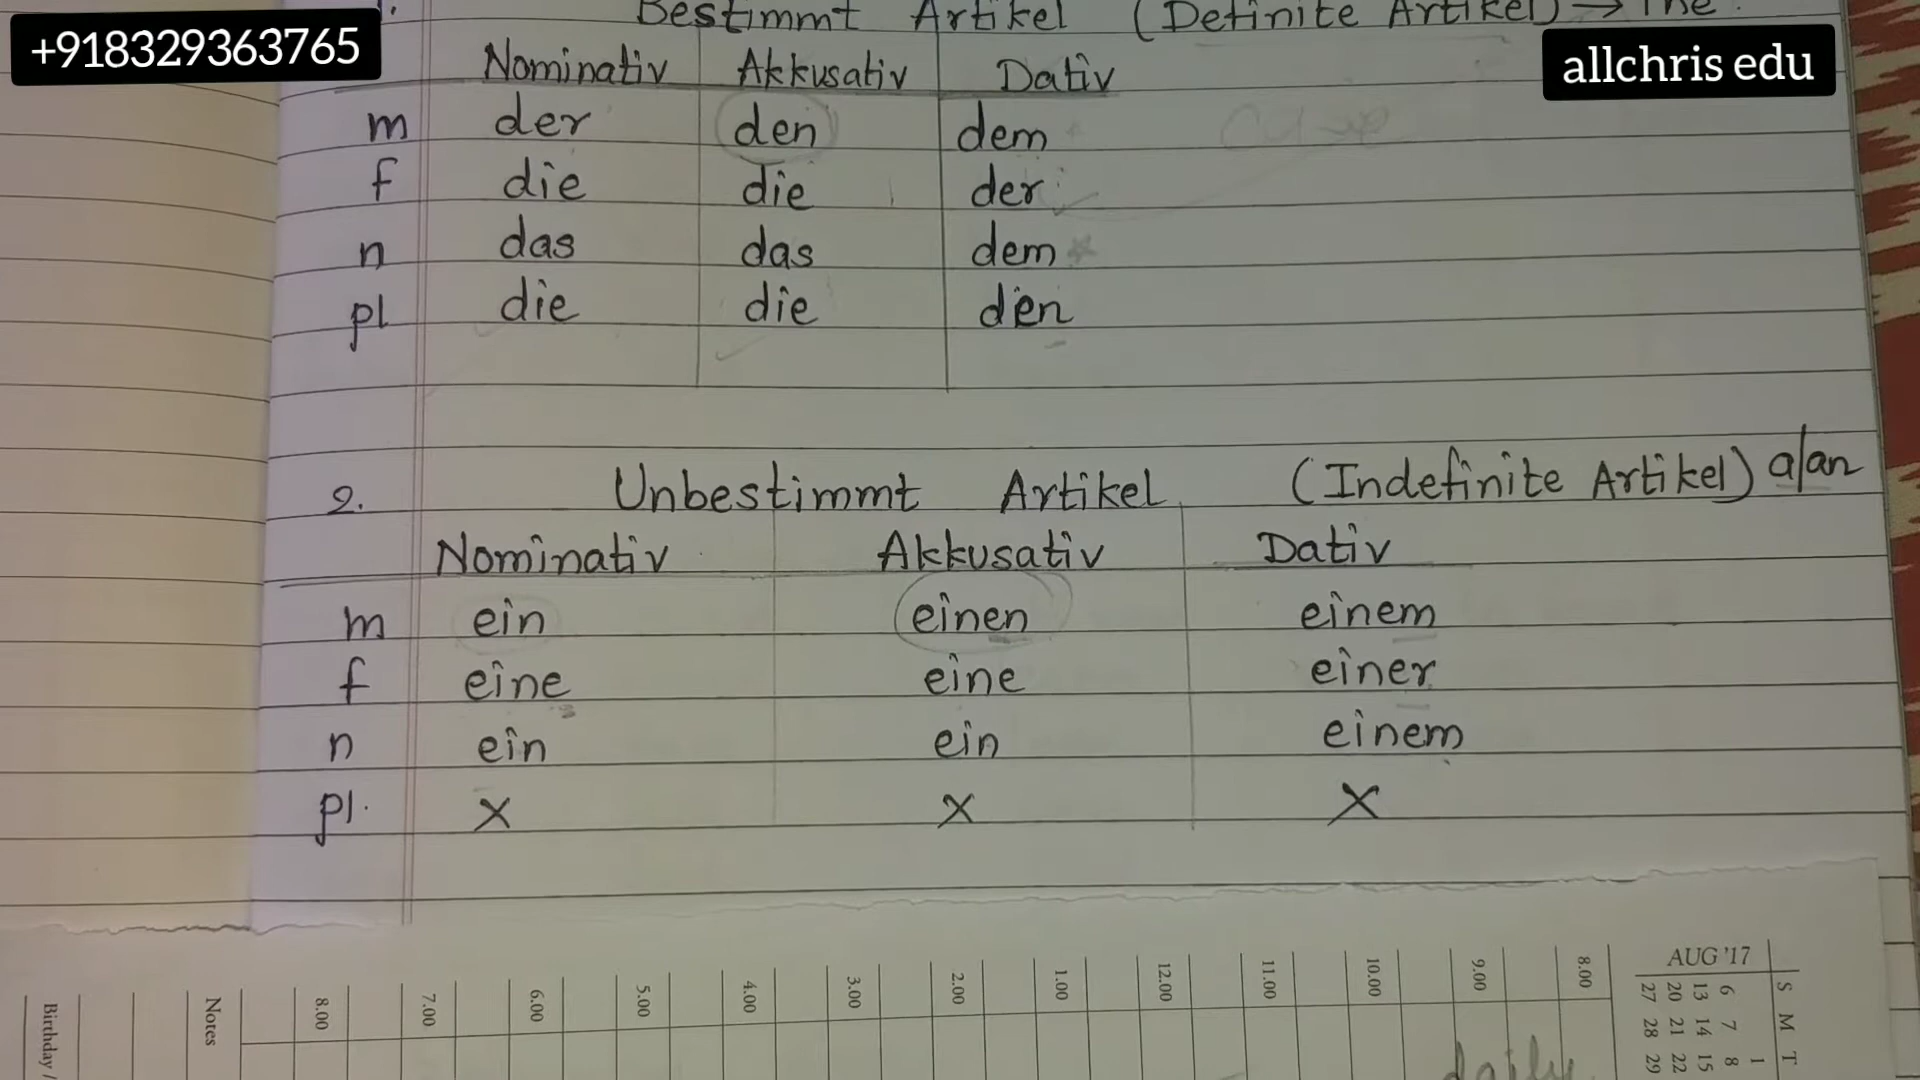 1. Bestimmt Artikel (Definite Artikel) → The.
+918329363765
allchris edu
Nominativ Akkusativ Dativ
m der den dem
f die die der
n das das dem
pl die die den
2. Unbestimmt Artikel (Indefinite Artikel) a/an
Nominativ Akkusativ Dativ
m ein einen einem
f eine eine einer
n ein ein einem
pl. x x x
Birthday /
Notes
8.00
7.00
6.00
5.00
4.00
3.00
2.00
1.00
12.00
11.00
10.00
9.00
8.00
AUG '17
S 6 13 20 27
M 7 14 21 28
T 1 8 15 22 29
daily